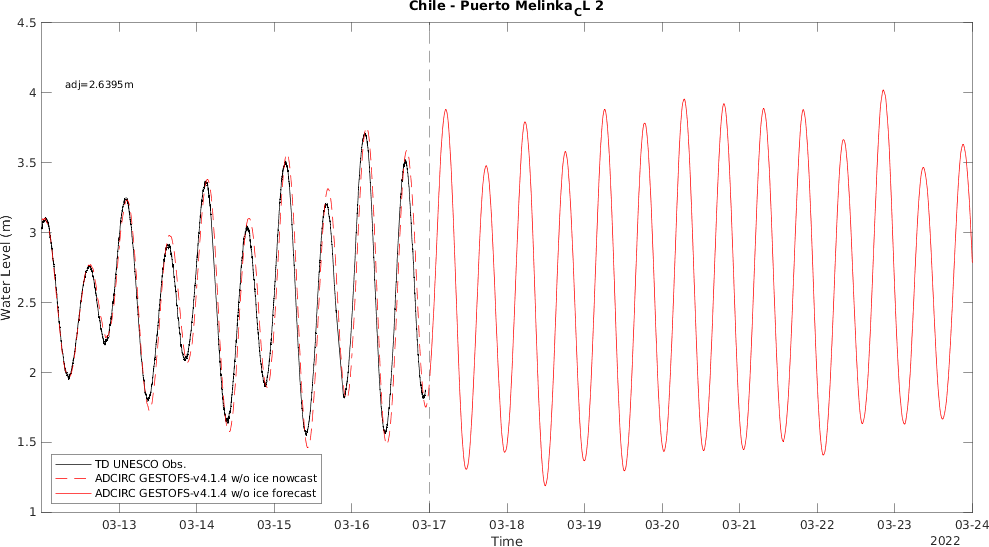 Chile - Puerto Melinka_CL 2
4.5
4
3.5
3
2.5
2
1.5
1
Water Level (m)
adj=2.6395m
TD UNESCO Obs.
ADCIRC GESTOFS-v4.1.4 w/o ice nowcast
ADCIRC GESTOFS-v4.1.4 w/o ice forecast
03-13 03-14 03-15 03-16 03-17 03-18 03-19 03-20 03-21 03-22 03-23 03-24
Time
2022